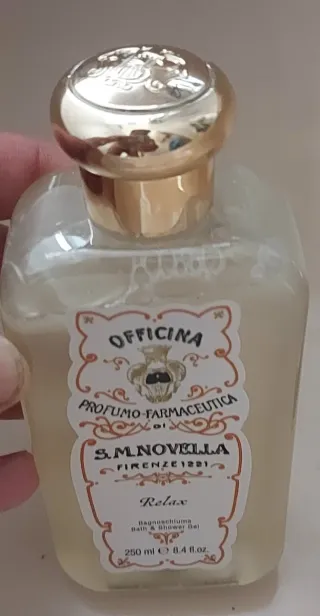 OFFICINA
PROFUMO-FARMACEUTICA
DI
S.M.NOVELLA
FIRENZE 1221
Relax
Bagnoschiuma
Bath & Shower Gel
250 ml ℮ 8.4 fl.oz.